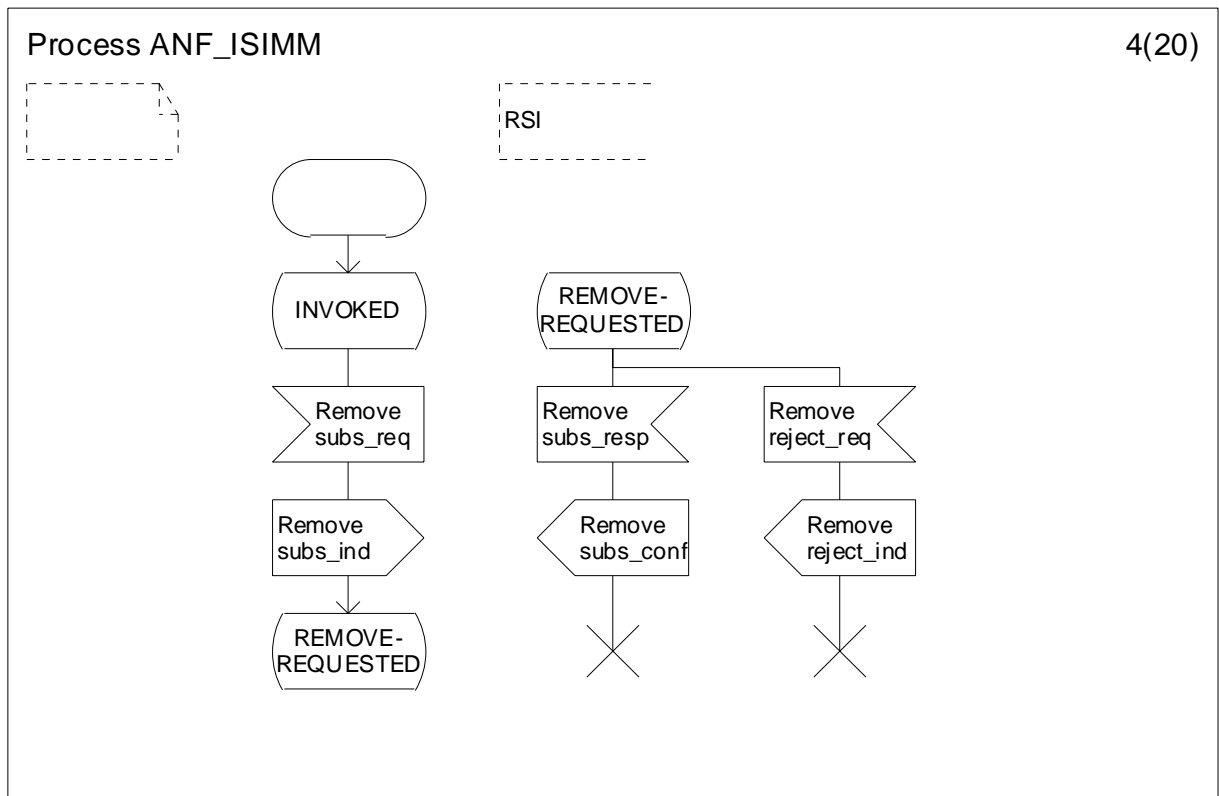 Process ANF_ISIMM
4(20)
RSI
INVOKED
REMOVE-
REQUESTED
Remove
subs_req
Remove
subs_resp
Remove
reject_req
Remove
subs_ind
Remove
subs_conf
Remove
reject_ind
REMOVE-
REQUESTED